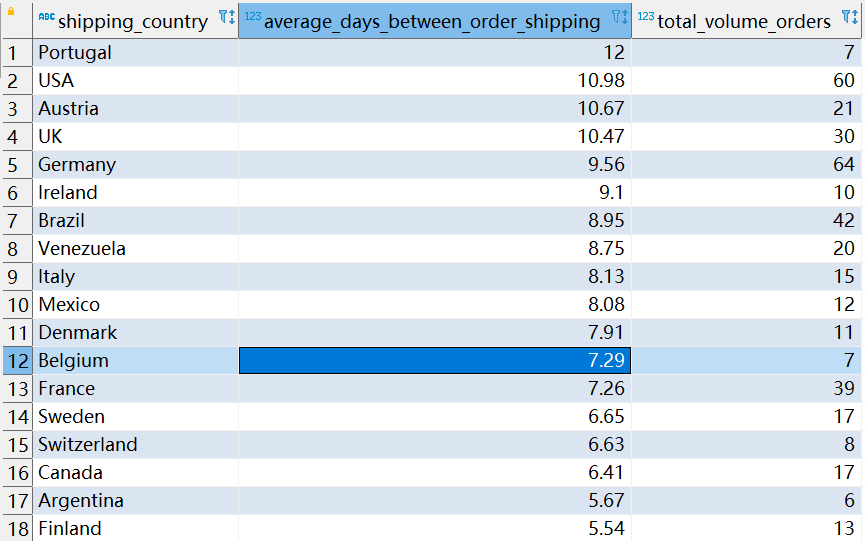 ABC shipping_country 123 average_days_between_order_shipping 123 total_volume_orders
1 Portugal 12 7
2 USA 10.98 60
3 Austria 10.67 21
4 UK 10.47 30
5 Germany 9.56 64
6 Ireland 9.1 10
7 Brazil 8.95 42
8 Venezuela 8.75 20
9 Italy 8.13 15
10 Mexico 8.08 12
11 Denmark 7.91 11
12 Belgium 7.29 7
13 France 7.26 39
14 Sweden 6.65 17
15 Switzerland 6.63 8
16 Canada 6.41 17
17 Argentina 5.67 6
18 Finland 5.54 13